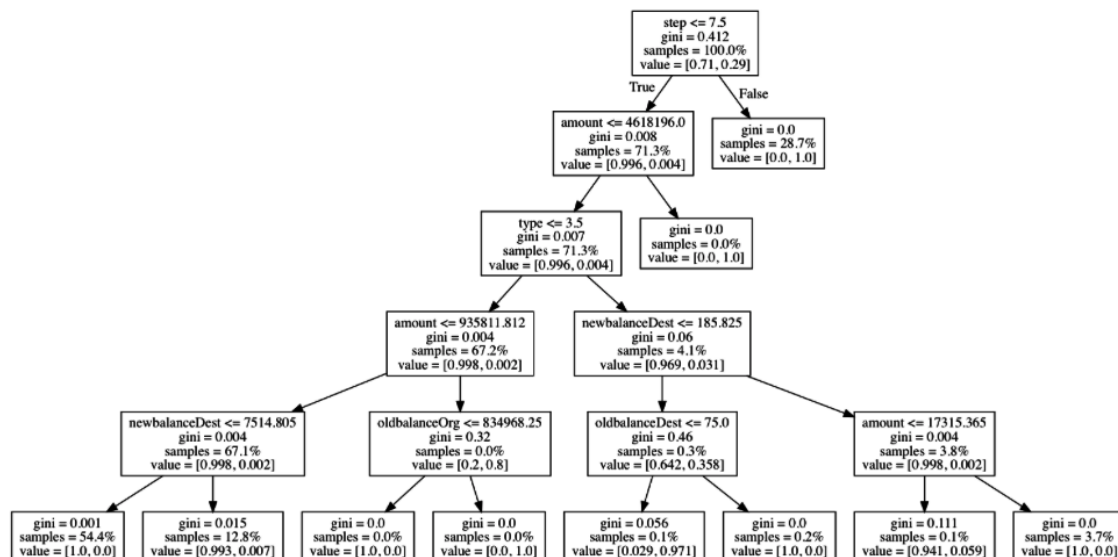 step <= 7.5
gini = 0.412
samples = 100.0%
value = [0.71, 0.29]
True
False
amount <= 4618196.0
gini = 0.008
samples = 71.3%
value = [0.996, 0.004]
gini = 0.0
samples = 28.7%
value = [0.0, 1.0]
type <= 3.5
gini = 0.007
samples = 71.3%
value = [0.996, 0.004]
gini = 0.0
samples = 0.0%
value = [0.0, 1.0]
amount <= 935811.812
gini = 0.004
samples = 67.2%
value = [0.998, 0.002]
newbalanceDest <= 185.825
gini = 0.06
samples = 4.1%
value = [0.969, 0.031]
newbalanceDest <= 7514.805
gini = 0.004
samples = 67.1%
value = [0.998, 0.002]
oldbalanceOrg <= 834968.25
gini = 0.32
samples = 0.0%
value = [0.2, 0.8]
oldbalanceDest <= 75.0
gini = 0.46
samples = 0.3%
value = [0.642, 0.358]
amount <= 17315.365
gini = 0.004
samples = 3.8%
value = [0.998, 0.002]
gini = 0.001
samples = 54.4%
value = [1.0, 0.0]
gini = 0.015
samples = 12.8%
value = [0.993, 0.007]
gini = 0.0
samples = 0.0%
value = [1.0, 0.0]
gini = 0.0
samples = 0.0%
value = [0.0, 1.0]
gini = 0.056
samples = 0.1%
value = [0.029, 0.971]
gini = 0.0
samples = 0.2%
value = [1.0, 0.0]
gini = 0.111
samples = 0.1%
value = [0.941, 0.059]
gini = 0.0
samples = 3.7%
value = [1.0, 0.0]